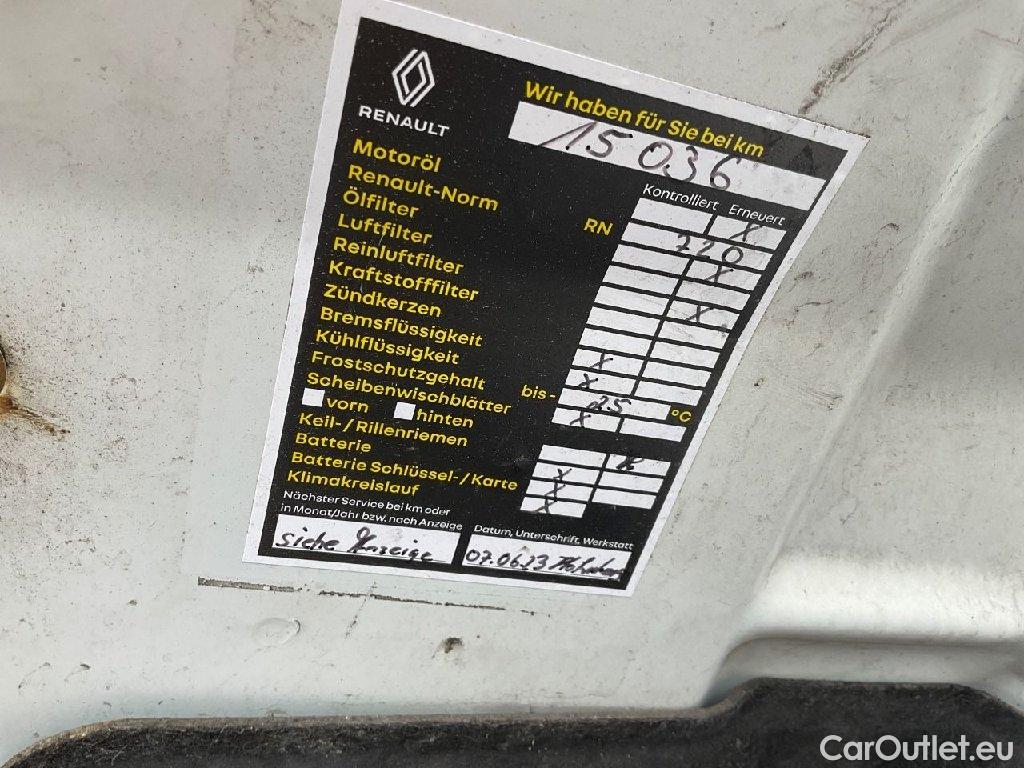 RENAULT
Wir haben für Sie bei km
15 036
Kontrolliert Erneuert
Motoröl X
Renault-Norm RN 220
Ölfilter X
Luftfilter
Reinluftfilter X
Kraftstofffilter
Zündkerzen
Bremsflüssigkeit X
Kühlflüssigkeit X
Frostschutzgehalt bis - 25 °C
Scheibenwischblätter X
vorn hinten
Keil-/Rillenriemen X
Batterie X
Batterie Schlüssel-/Karte X
Klimakreislauf X
Nächster Service bei km oder
in Monat/Jahr bzw. nach Anzeige
siehe Anzeige
Datum, Unterschrift, Werkstatt
07.06.23
CarOutlet.eu